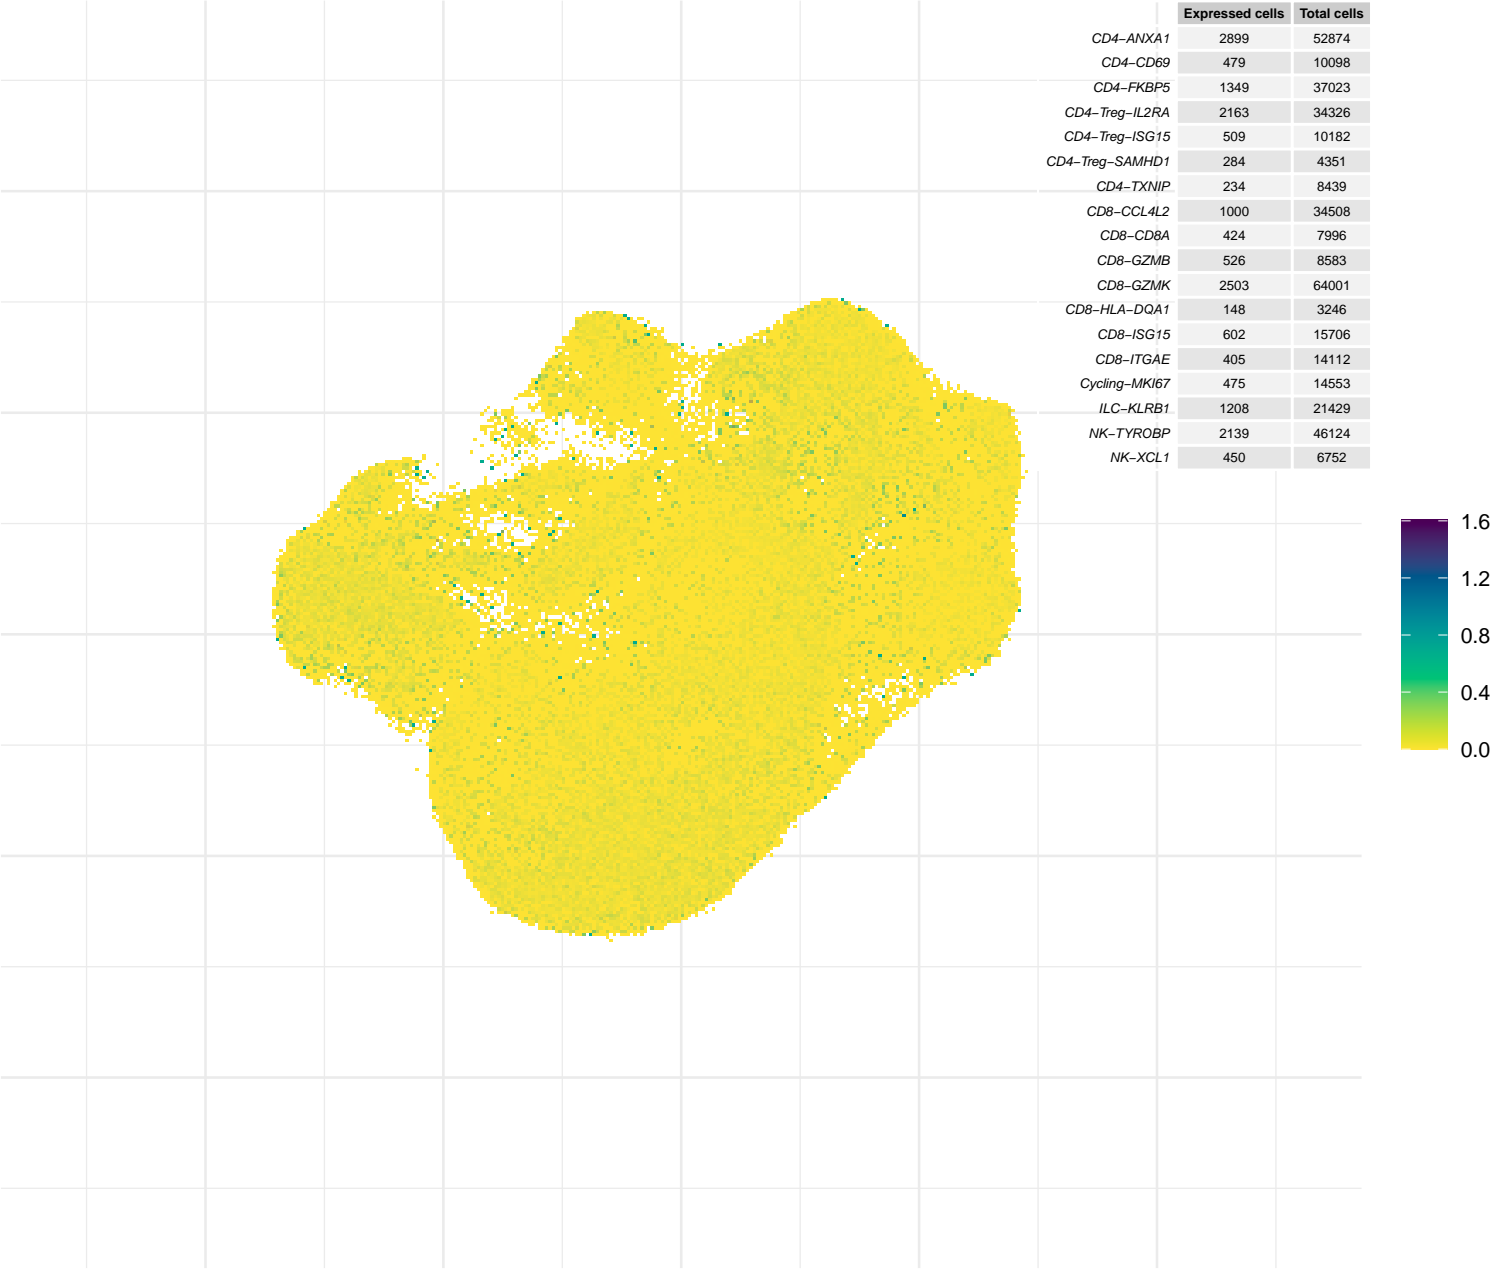 Expressed cells Total cells
CD4−ANXA1 2899 52874
CD4−CD69 479 10098
CD4−FKBP5 1349 37023
CD4−Treg−IL2RA 2163 34326
CD4−Treg−ISG15 509 10182
CD4−Treg−SAMHD1 284 4351
CD4−TXNIP 234 8439
CD8−CCL4L2 1000 34508
CD8−CD8A 424 7996
CD8−GZMB 526 8583
CD8−GZMK 2503 64001
CD8−HLA−DQA1 148 3246
CD8−ISG15 602 15706
CD8−ITGAE 405 14112
Cycling−MKI67 475 14553
ILC−KLRB1 1208 21429
NK−TYROBP 2139 46124
NK−XCL1 450 6752
1.6
1.2
0.8
0.4
0.0